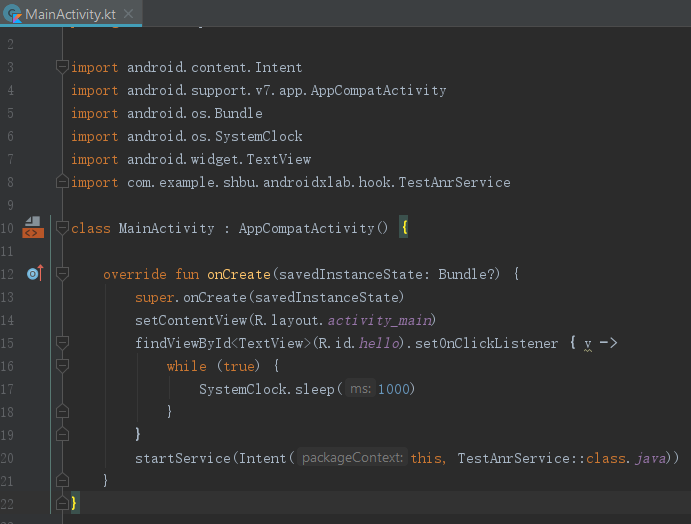 MainActivity.kt
2
3 import android.content.Intent
4 import android.support.v7.app.AppCompatActivity
5 import android.os.Bundle
6 import android.os.SystemClock
7 import android.widget.TextView
8 import com.example.shbu.androidxlab.hook.TestAnrService
9
10 class MainActivity : AppCompatActivity() {
11
12 override fun onCreate(savedInstanceState: Bundle?) {
13 super.onCreate(savedInstanceState)
14 setContentView(R.layout.activity_main)
15 findViewById<TextView>(R.id.hello).setOnClickListener { v ->
16 while (true) {
17 SystemClock.sleep( ms: 1000)
18 }
19 }
20 startService(Intent( packageContext: this, TestAnrService::class.java))
21 }
22 }